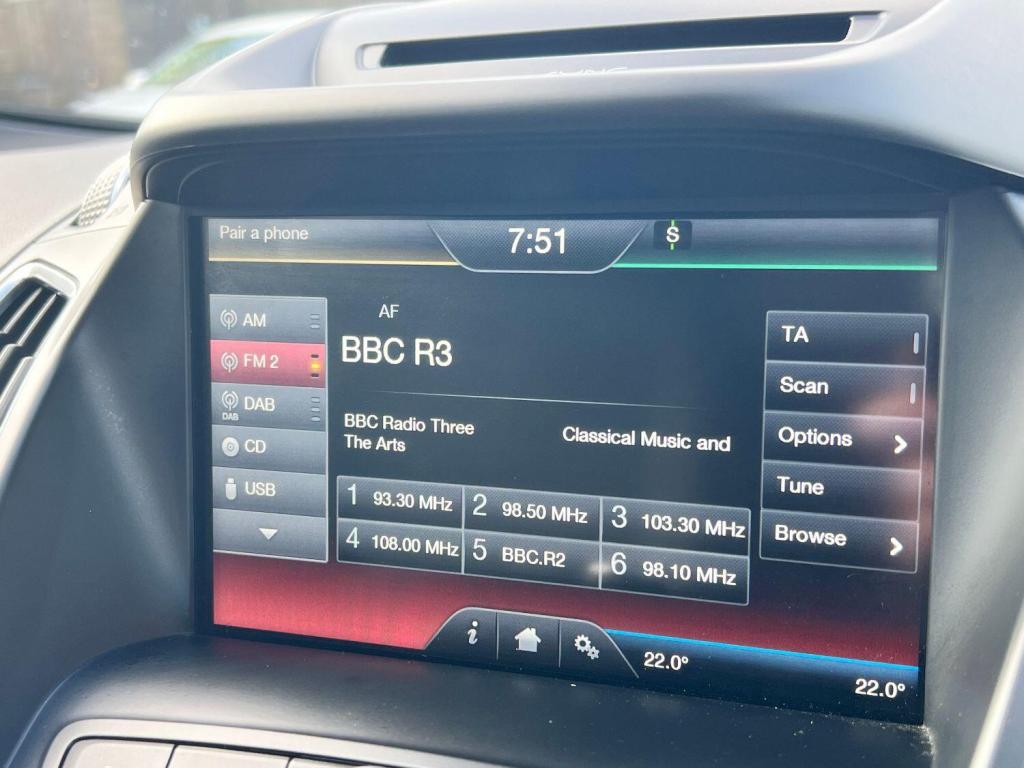 Pair a phone
7:51
S
AM
FM 2
DAB
DAB
CD
USB
AF
BBC R3
BBC Radio Three Classical Music and
The Arts
1 93.30 MHz 2 98.50 MHz 3 103.30 MHz
4 108.00 MHz 5 BBC.R2 6 98.10 MHz
TA
Scan
Options
Tune
Browse
i
22.0°
22.0°